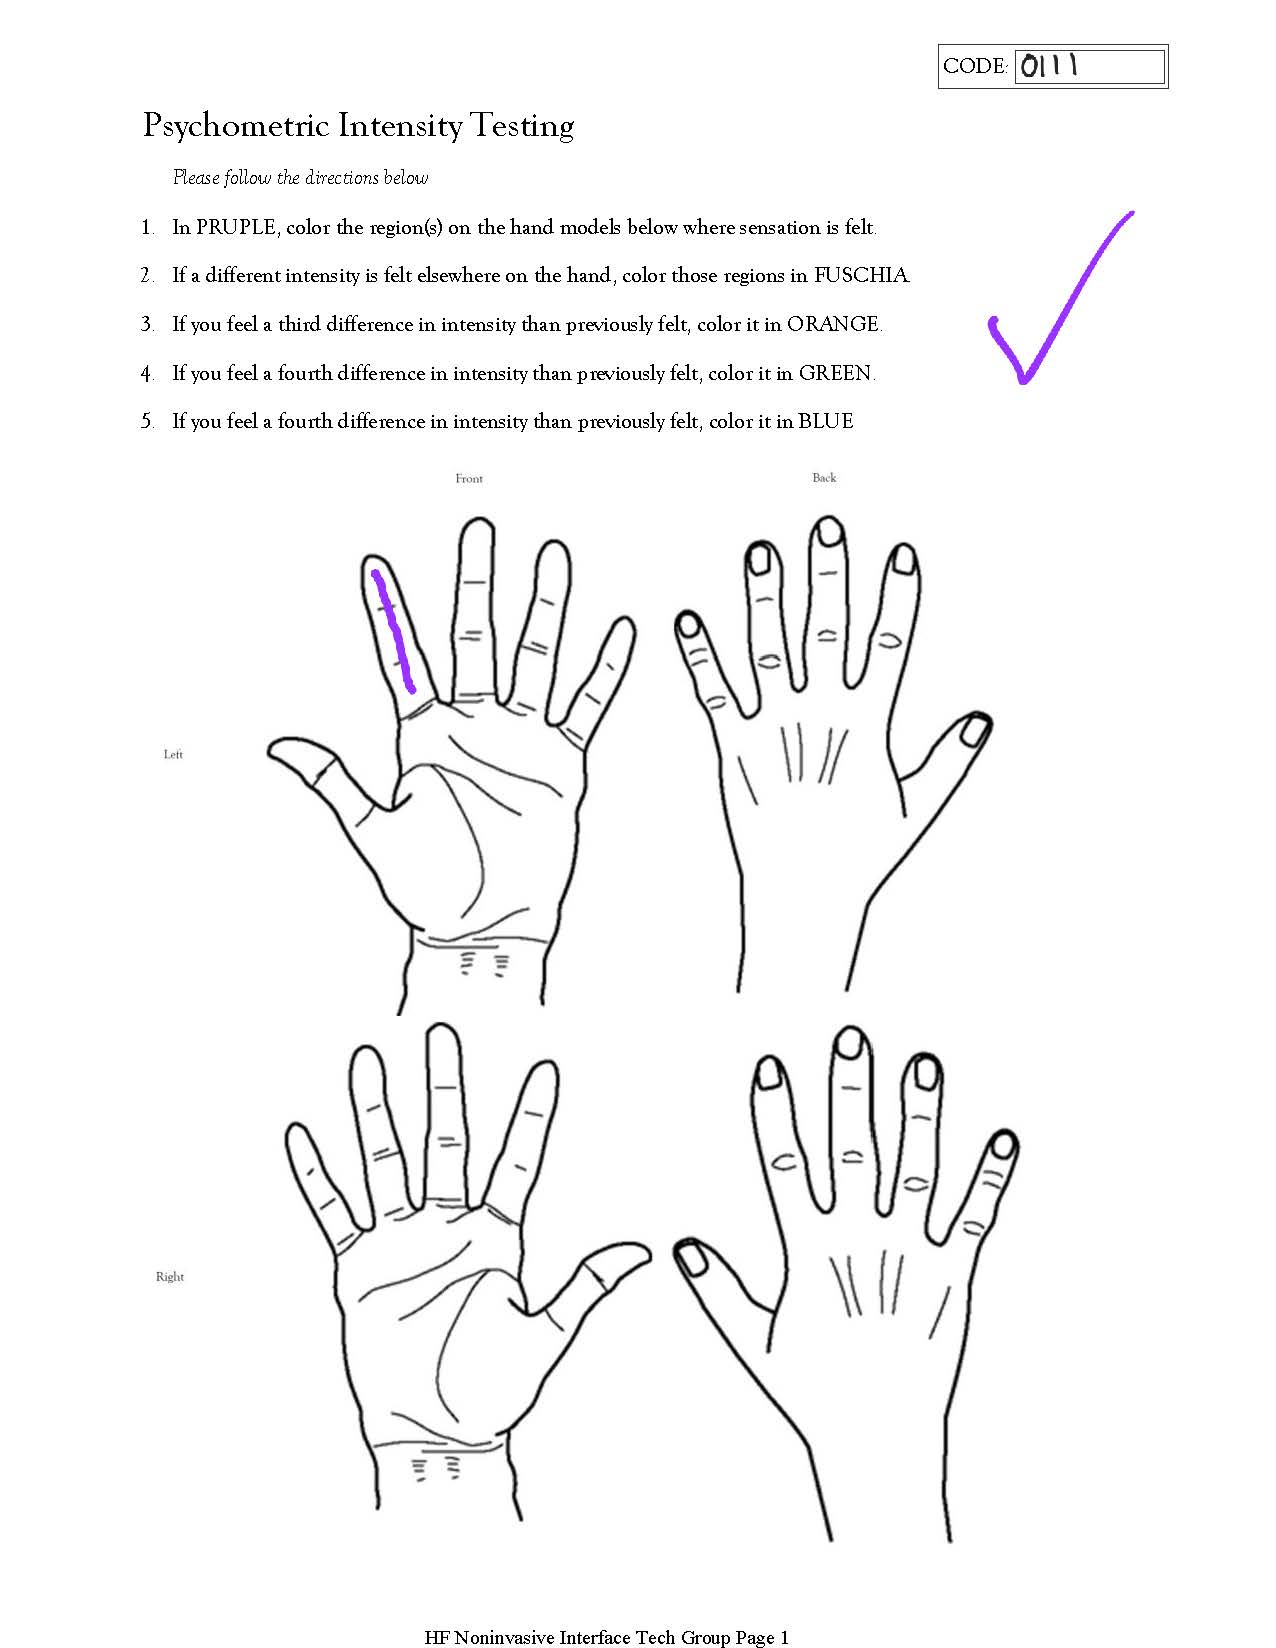 CODE: 0111
Psychometric Intensity Testing
Please follow the directions below
1. In PRUPLE, color the region(s) on the hand models below where sensation is felt.
2. If a different intensity is felt elsewhere on the hand, color those regions in FUSCHIA.
3. If you feel a third difference in intensity than previously felt, color it in ORANGE.
4. If you feel a fourth difference in intensity than previously felt, color it in GREEN.
5. If you feel a fourth difference in intensity than previously felt, color it in BLUE
Front Back
Left
Right
HF Noninvasive Interface Tech Group Page 1